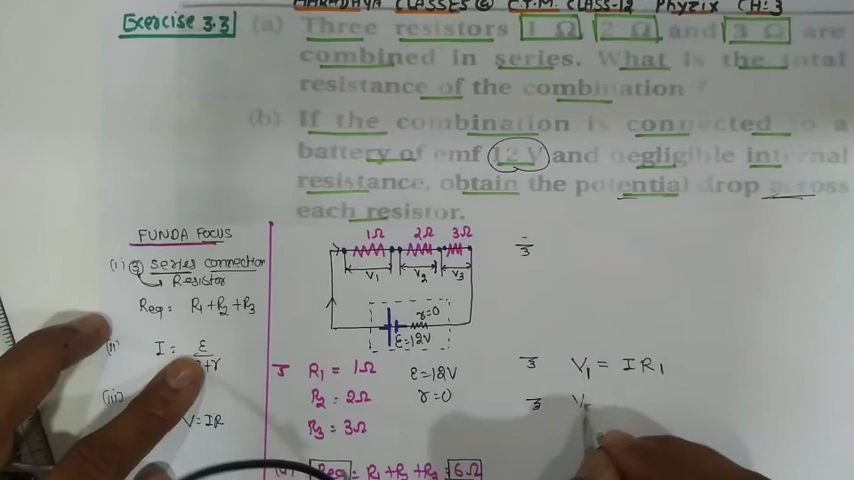 ARADHYA CLASSES @ C.T.M. CLASS-12 PHYZIX CH:3
Exercise 3.3
(a) Three resistors 1 Ω 2 Ω and 3 Ω are
combined in series. What is the total
resistance of the combination ?
(b) If the combination is connected to a
battery of emf 12 V and negligible internal
resistance, obtain the potential drop across
each resistor.
FUNDA FOCUS
(i) 3 series connection
Resistor
Req: R1+R2+R3
I = ε
+r
(iii)
V=IR
1Ω 2Ω 3Ω
V1 V2 V3
r=0
ε=12V
R1 = 1Ω ε=12V
R2 = 2Ω r=0
R3 = 3Ω
Req = R1 + R2 + R3 = 6Ω
V1 = IR1
V